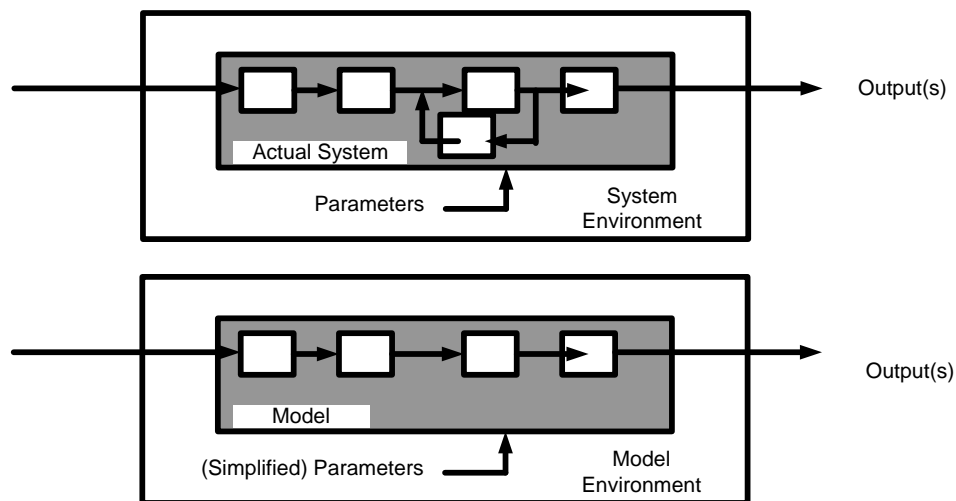 Output(s)
Actual System
Parameters
System
Environment
Output(s)
Model
(Simplified) Parameters
Model
Environment